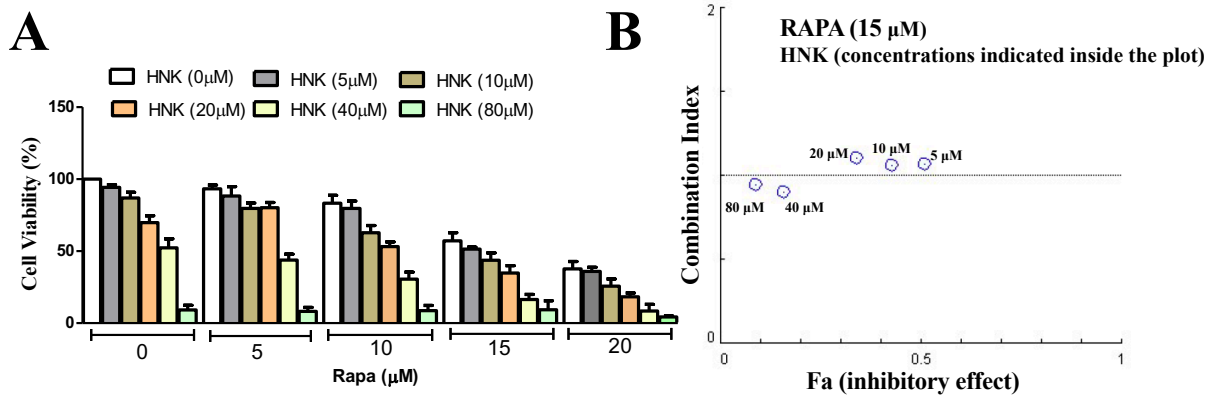 A
HNK (0μM) HNK (5μM) HNK (10μM)
HNK (20μM) HNK (40μM) HNK (80μM)
Cell Viability (%)
150
100
50
0
0 5 10 15 20
Rapa (μM)
B
RAPA (15 μM)
HNK (concentrations indicated inside the plot)
Combination Index
2
20 μM 10 μM 5 μM
80 μM 40 μM
0
0 0.5 1
Fa (inhibitory effect)